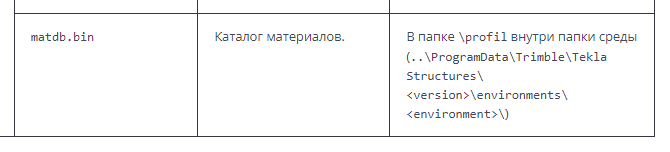 matdb.bin
Каталог материалов.
В папке \profil внутри папки среды
(..\ProgramData\Trimble\Tekla
Structures\
<version>\environments\
<environment>\)